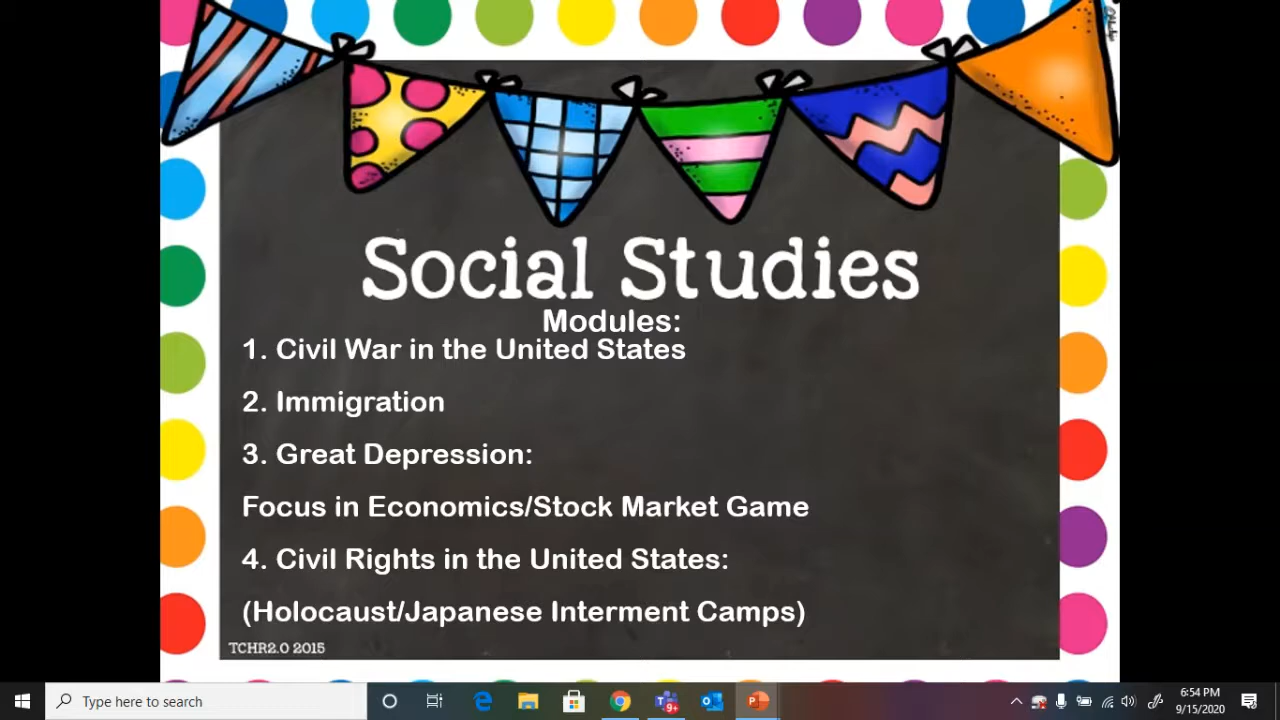 Social Studies
Modules:
1. Civil War in the United States
2. Immigration
3. Great Depression:
Focus in Economics/Stock Market Game
4. Civil Rights in the United States:
(Holocaust/Japanese Interment Camps)
TCHR2.0 2015
Type here to search
9+
6:54 PM
9/15/2020